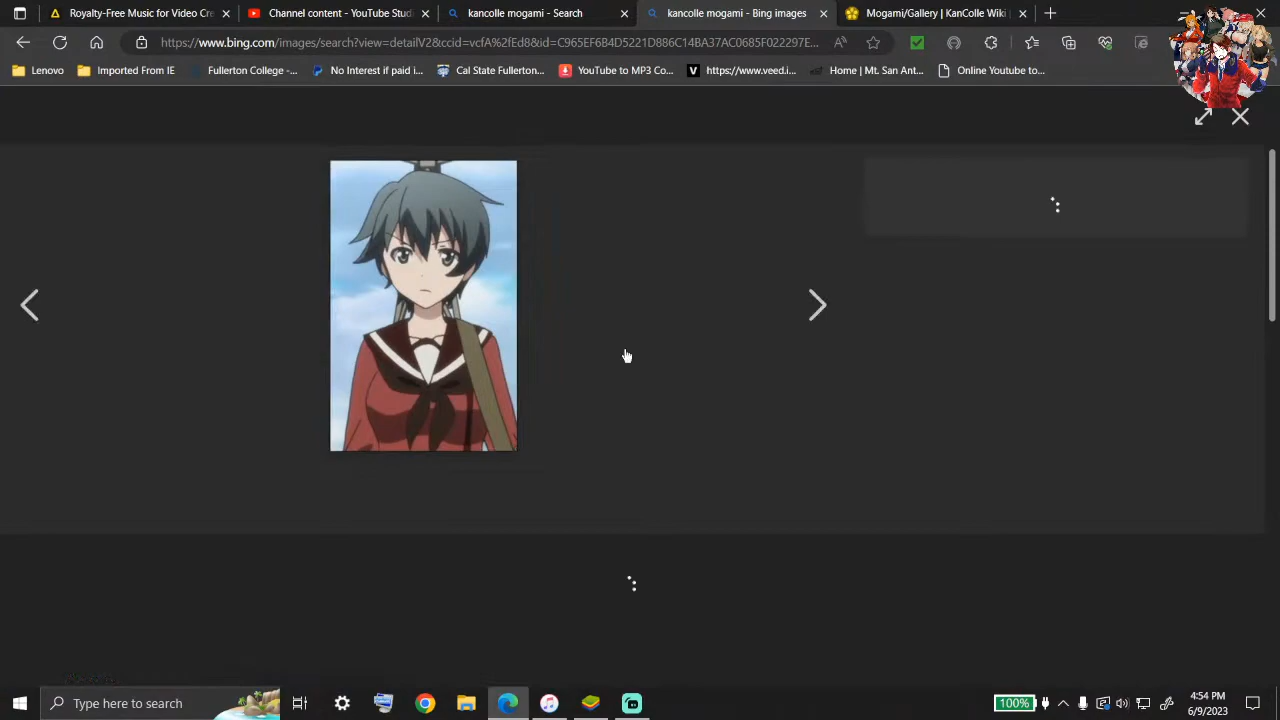 Royalty-Free Music for Video Cre
Channel content - YouTube Studi
kancolle mogami - Search
kancolle mogami - Bing images
Mogami/Gallery | KanColle Wiki |
https://www.bing.com/images/search?view=detailV2&ccid=vcfA%2fEd8&id=C965EF6B4D5221D886C14BA37AC0685F022297E...
Lenovo
Imported From IE
Fullerton College -...
No Interest if paid i...
Cal State Fullerton...
YouTube to MP3 Co...
V
https://www.veed.i...
Home | Mt. San Ant...
Online Youtube to...
Type here to search
100%
4:54 PM
6/9/2023